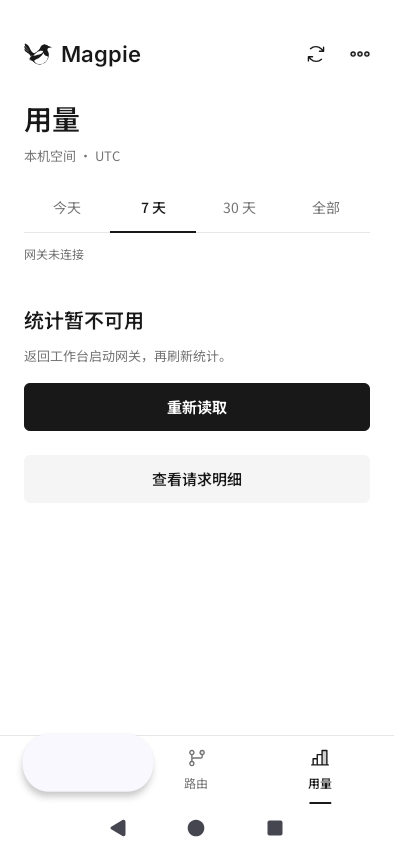 Magpie
用量
本机空间 · UTC
今天
7 天
30 天
全部
网关未连接
统计暂不可用
返回工作台启动网关，再刷新统计。
重新读取
查看请求明细
路由
用量